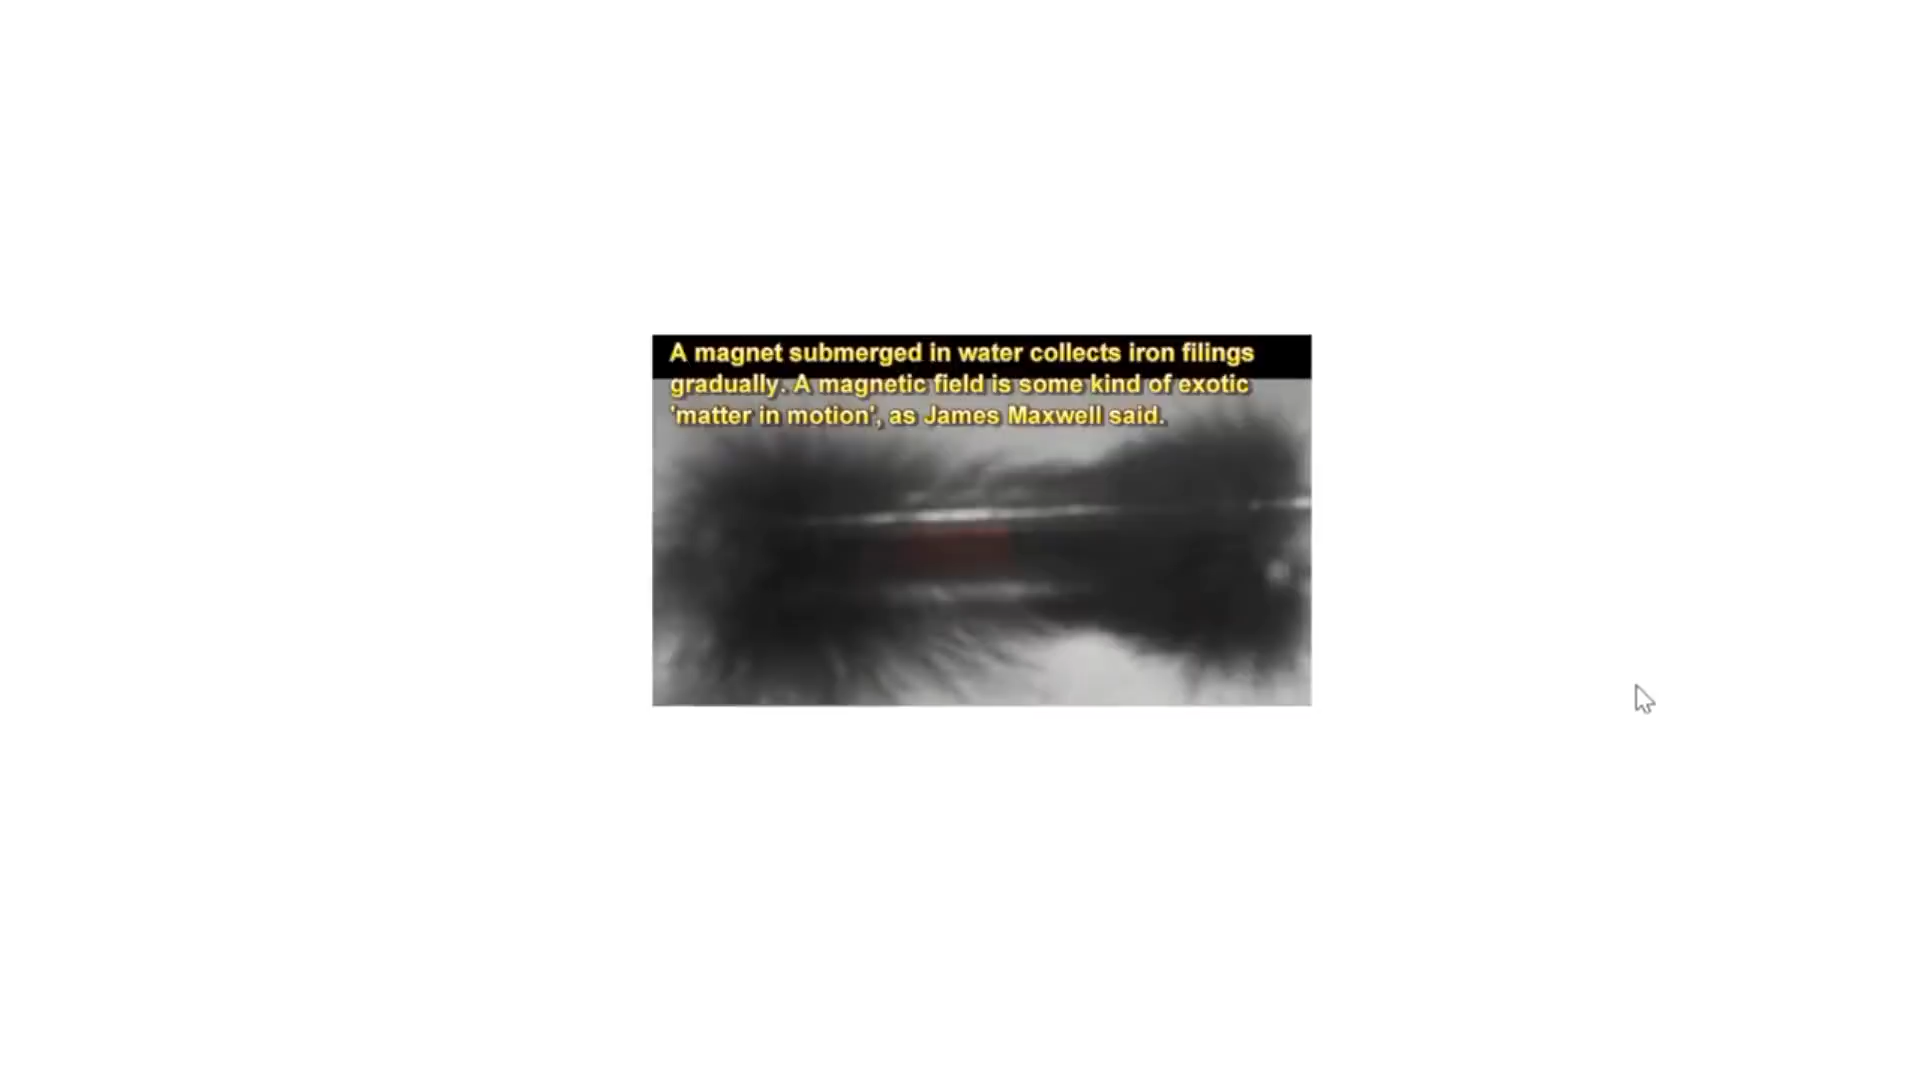 A magnet submerged in water collects iron filings
gradually. A magnetic field is some kind of exotic
'matter in motion', as James Maxwell said.